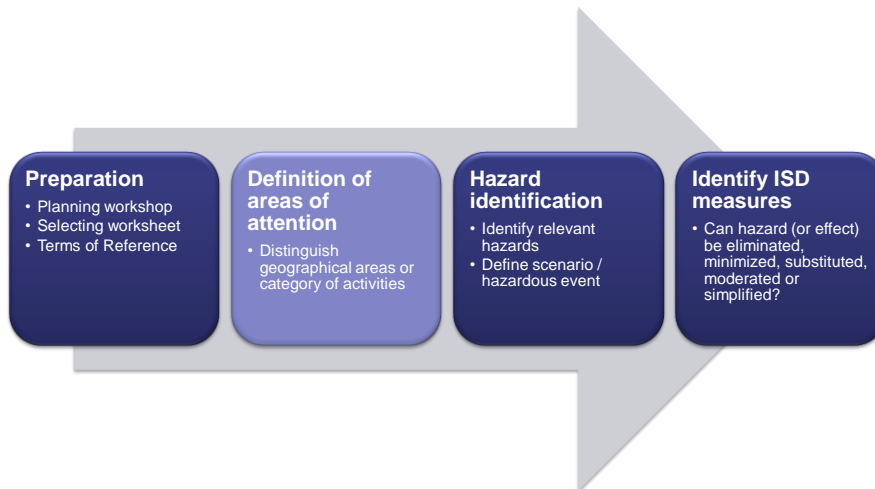 Preparation
• Planning workshop
• Selecting worksheet
• Terms of Reference
Definition of
areas of
attention
• Distinguish
geographical areas or
category of activities
Hazard
identification
• Identify relevant
hazards
• Define scenario /
hazardous event
Identify ISD
measures
• Can hazard (or effect)
be eliminated,
minimized, substituted,
moderated or
simplified?